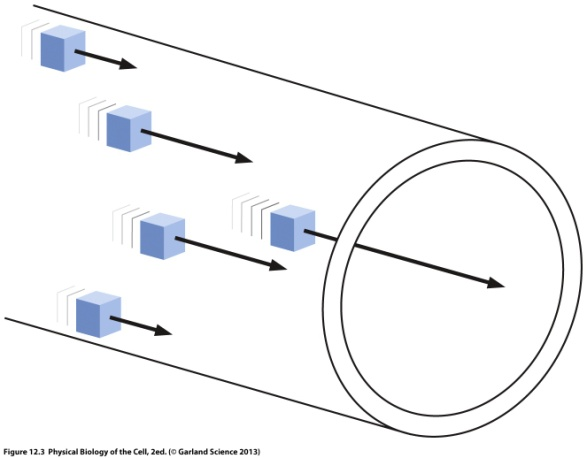 Figure 12.3 Physical Biology of the Cell, 2ed. (© Garland Science 2013)